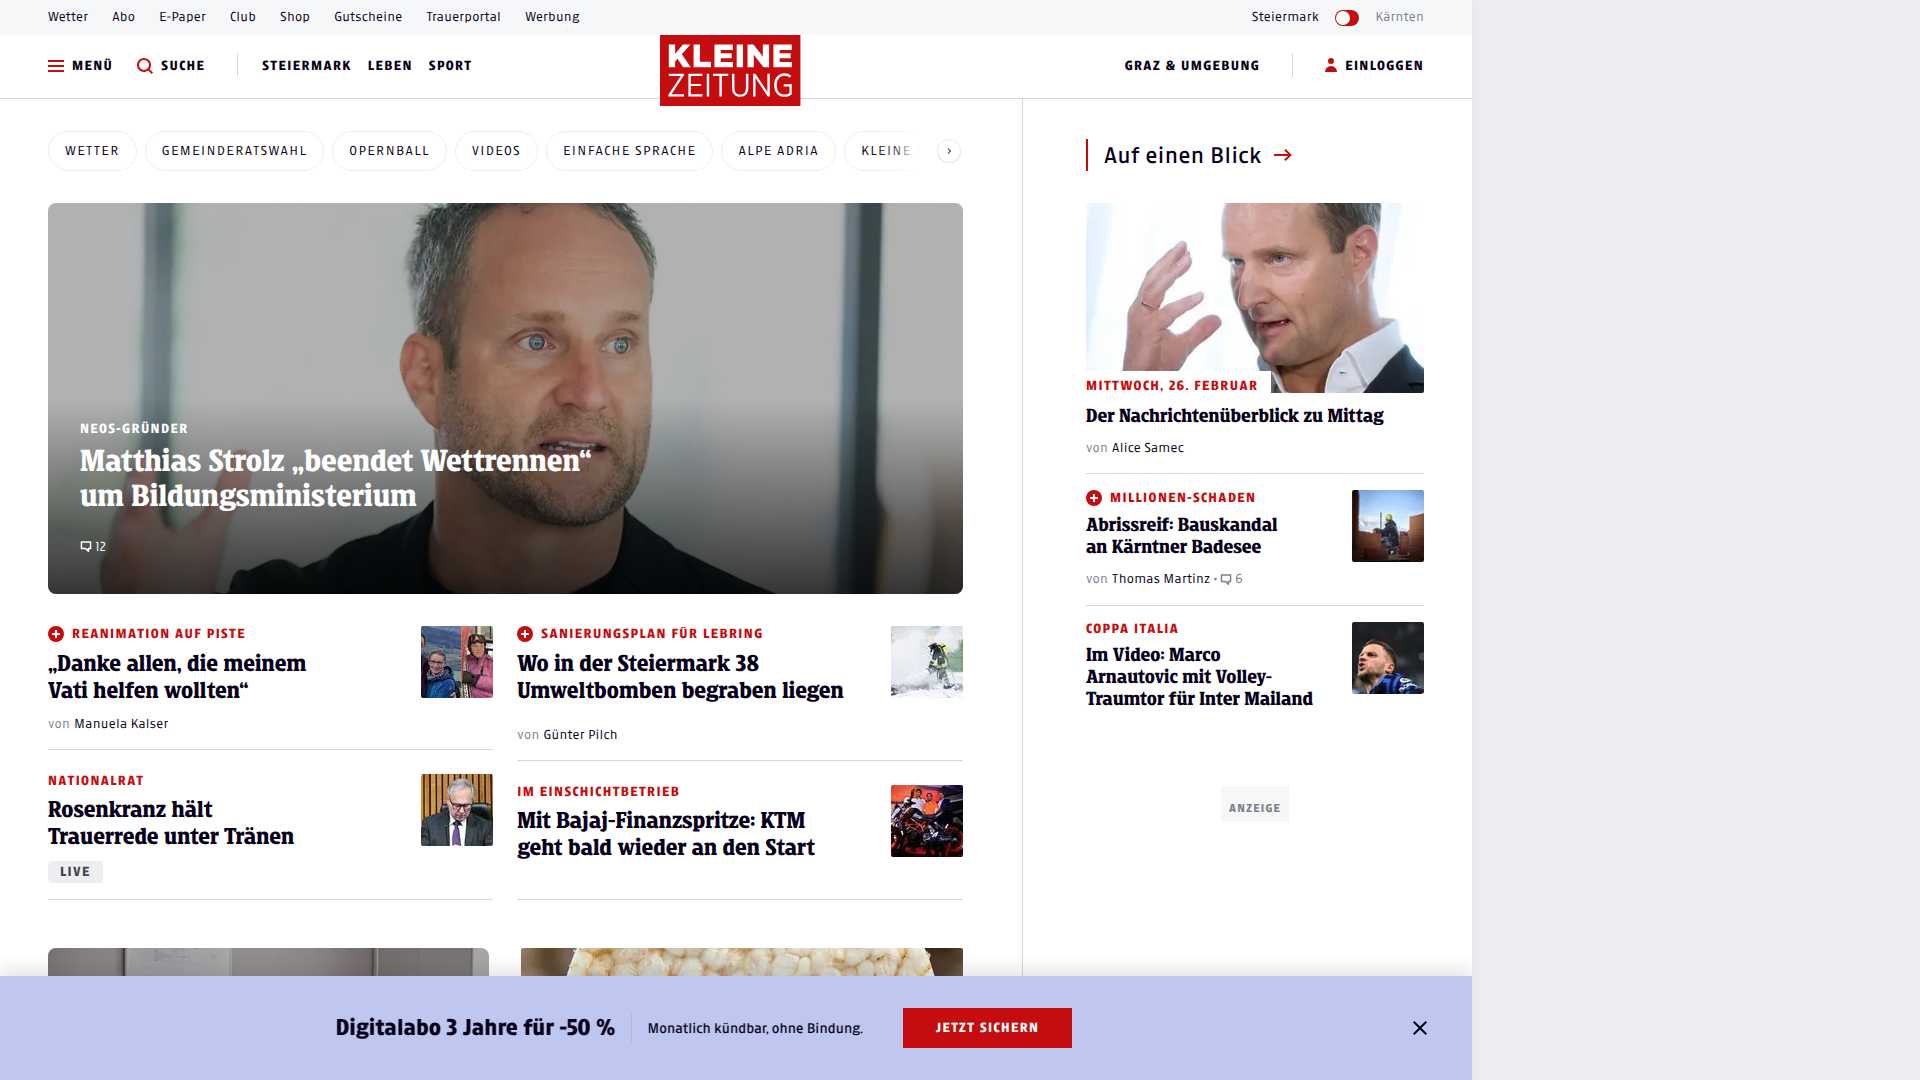 Wetter Abo E-Paper Club Shop Gutscheine Trauerportal Werbung Steiermark Kärnten
MENÜ SUCHE STEIERMARK LEBEN SPORT KLEINE ZEITUNG GRAZ & UMGEBUNG EINLOGGEN
WETTER GEMEINDERATSWAHL OPERNBALL VIDEOS EINFACHE SPRACHE ALPE ADRIA KLEINE
NEOS-GRÜNDER
Matthias Strolz „beendet Wettrennen“
um Bildungsministerium
12
REANIMATION AUF PISTE
„Danke allen, die meinem
Vati helfen wollten“
von Manuela Kalser
SANIERUNGSPLAN FÜR LEBRING
Wo in der Steiermark 38
Umweltbomben begraben liegen
von Günter Pilch
NATIONALRAT
Rosenkranz hält
Trauerrede unter Tränen
LIVE
IM EINSCHICHTBETRIEB
Mit Bajaj-Finanzspritze: KTM
geht bald wieder an den Start
Auf einen Blick
MITTWOCH, 26. FEBRUAR
Der Nachrichtenüberblick zu Mittag
von Alice Samec
MILLIONEN-SCHADEN
Abrissreif: Bauskandal
an Kärntner Badesee
von Thomas Martinz • 6
COPPA ITALIA
Im Video: Marco
Arnautovic mit Volley-
Traumtor für Inter Mailand
ANZEIGE
Digitalabo 3 Jahre für -50 % Monatlich kündbar, ohne Bindung. JETZT SICHERN